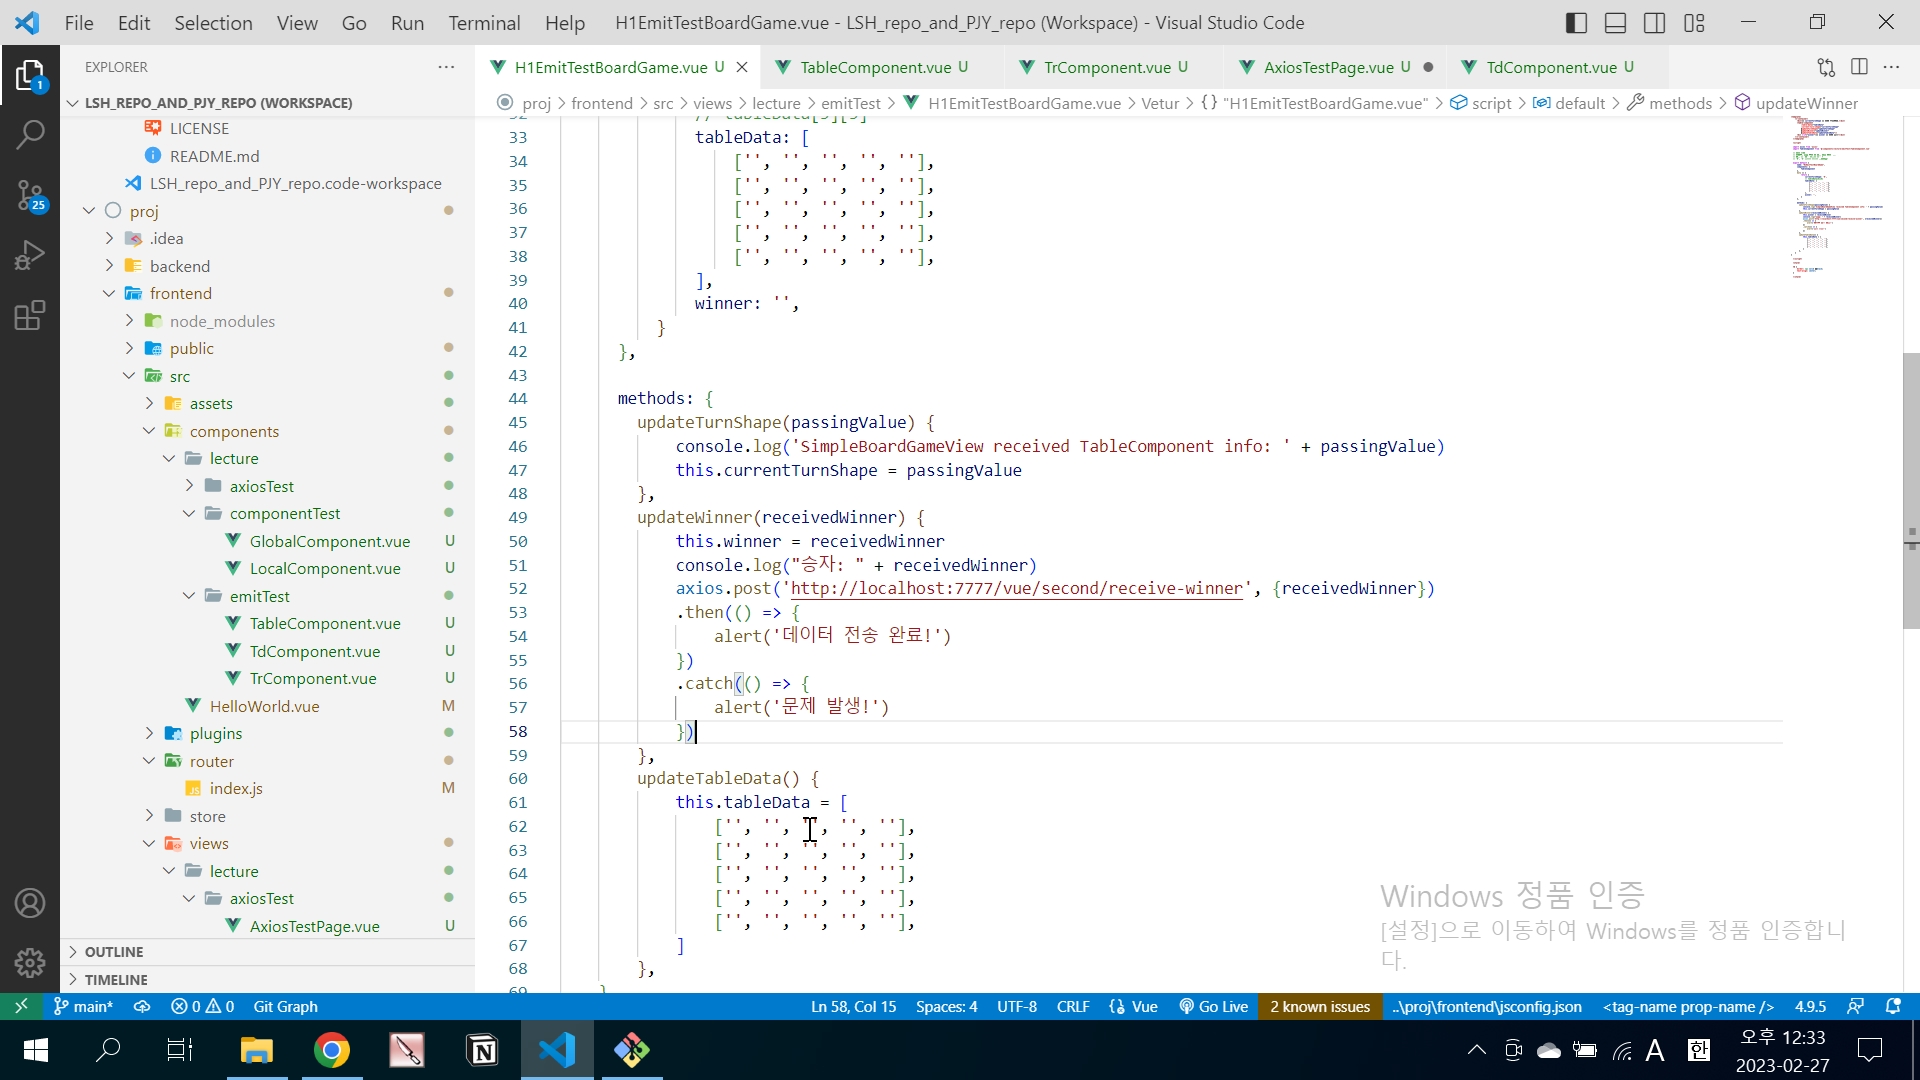 File Edit Selection View Go Run Terminal Help H1EmitTestBoardGame.vue - LSH_repo_and_PJY_repo (Workspace) - Visual Studio Code
EXPLORER
H1EmitTestBoardGame.vue U
TableComponent.vue U
TrComponent.vue U
AxiosTestPage.vue U
TdComponent.vue U
LSH_REPO_AND_PJY_REPO (WORKSPACE)
proj > frontend > src > views > lecture > emitTest > H1EmitTestBoardGame.vue > Vetur > {} "H1EmitTestBoardGame.vue" > script > default > methods > updateWinner
1
25
LICENSE
README.md
LSH_repo_and_PJY_repo.code-workspace
proj
.idea
backend
frontend
node_modules
public
src
assets
components
lecture
axiosTest
componentTest
GlobalComponent.vue U
LocalComponent.vue U
emitTest
TableComponent.vue U
TdComponent.vue U
TrComponent.vue U
HelloWorld.vue M
plugins
router
index.js M
store
views
lecture
axiosTest
AxiosTestPage.vue U
OUTLINE
TIMELINE
33 tableData: [
34 ['', '', '', '', ''],
35 ['', '', '', '', ''],
36 ['', '', '', '', ''],
37 ['', '', '', '', ''],
38 ['', '', '', '', ''],
39 ],
40 winner: '',
41 }
42 },
43
44 methods: {
45 updateTurnShape(passingValue) {
46 console.log('SimpleBoardGameView received TableComponent info: ' + passingValue)
47 this.currentTurnShape = passingValue
48 },
49 updateWinner(receivedWinner) {
50 this.winner = receivedWinner
51 console.log("승자: " + receivedWinner)
52 axios.post('http://localhost:7777/vue/second/receive-winner', {receivedWinner})
53 .then(() => {
54 alert('데이터 전송 완료!')
55 })
56 .catch(() => {
57 alert('문제 발생!')
58 })
59 },
60 updateTableData() {
61 this.tableData = [
62 ['', '', '', '', ''],
63 ['', '', '', '', ''],
64 ['', '', '', '', ''],
65 ['', '', '', '', ''],
66 ['', '', '', '', ''],
67 ]
68 },
Windows 정품 인증
[설정]으로 이동하여 Windows를 정품 인증합니
다.
main* 0 0 Git Graph Ln 58, Col 15 Spaces: 4 UTF-8 CRLF {} Vue Go Live 2 known issues ..\proj\frontend\jsconfig.json <tag-name prop-name /> 4.9.5
A 한 오후 12:33
2023-02-27